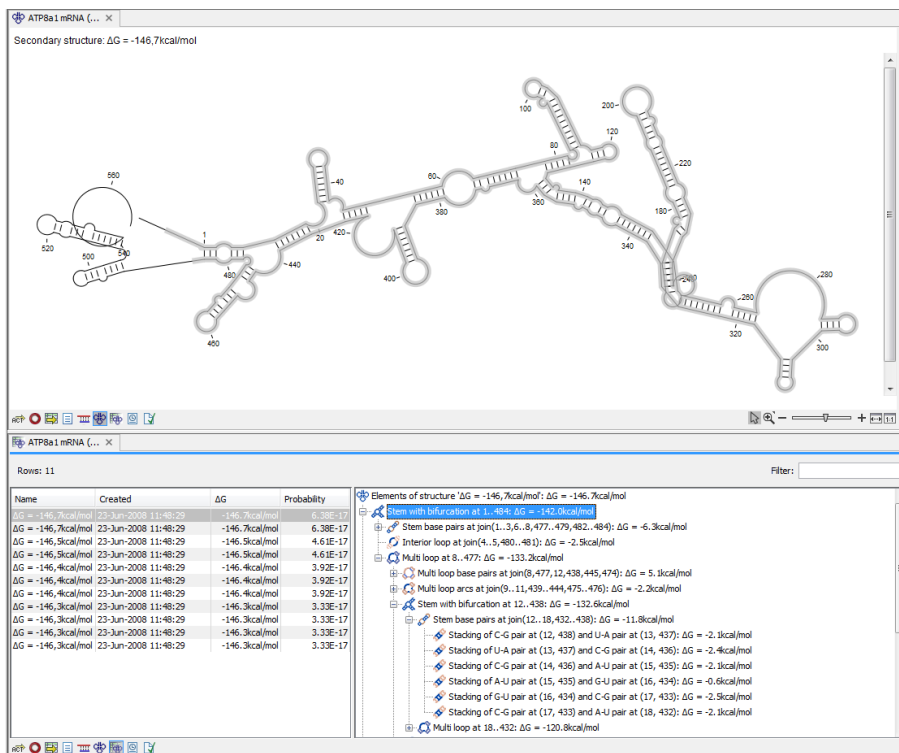 ATP8a1 mRNA (...
Secondary structure: ΔG = -146,7kcal/mol
100
200
120
80
220
560
40
60
140
180
1
380
360
520
500
540
20
420
340
480
440
400
240
280
260
460
320
300
ATP8a1 mRNA (...
Rows: 11
Filter:
Name Created ΔG Probability
ΔG = -146,7kcal/mol 23-Jun-2008 11:48:29 -146.7kcal/mol 6.38E-17
ΔG = -146,7kcal/mol 23-Jun-2008 11:48:29 -146.7kcal/mol 6.38E-17
ΔG = -146,5kcal/mol 23-Jun-2008 11:48:29 -146.5kcal/mol 4.61E-17
ΔG = -146,5kcal/mol 23-Jun-2008 11:48:29 -146.5kcal/mol 4.61E-17
ΔG = -146,4kcal/mol 23-Jun-2008 11:48:29 -146.4kcal/mol 3.92E-17
ΔG = -146,4kcal/mol 23-Jun-2008 11:48:29 -146.4kcal/mol 3.92E-17
ΔG = -146,4kcal/mol 23-Jun-2008 11:48:29 -146.4kcal/mol 3.92E-17
ΔG = -146,3kcal/mol 23-Jun-2008 11:48:29 -146.3kcal/mol 3.33E-17
ΔG = -146,3kcal/mol 23-Jun-2008 11:48:29 -146.3kcal/mol 3.33E-17
ΔG = -146,3kcal/mol 23-Jun-2008 11:48:29 -146.3kcal/mol 3.33E-17
ΔG = -146,3kcal/mol 23-Jun-2008 11:48:29 -146.3kcal/mol 3.33E-17
Elements of structure 'ΔG = -146,7kcal/mol': ΔG = -146.7kcal/mol
Stem with bifurcation at 1..484: ΔG = -142.0kcal/mol
Stem base pairs at join(1..3,6..8,477..479,482..484): ΔG = -6.3kcal/mol
Interior loop at(4..5,480..481): ΔG = -2.5kcal/mol
Multi loop at 8..477: ΔG = -133.2kcal/mol
Multi loop base pairs at join(8,477,12,438,445,474): ΔG = 5.1kcal/mol
Multi loop arcs at join(9..11,439..444,475..476): ΔG = -2.2kcal/mol
Stem with bifurcation at 12..438: ΔG = -132.6kcal/mol
Stem base pairs at join(12..18,432..438): ΔG = -11.8kcal/mol
Stacking of C-G pair at (12, 438) and U-A pair at (13, 437): ΔG = -2.1kcal/mol
Stacking of U-A pair at (13, 437) and C-G pair at (14, 436): ΔG = -2.4kcal/mol
Stacking of C-G pair at (14, 436) and A-U pair at (15, 435): ΔG = -2.1kcal/mol
Stacking of A-U pair at (15, 435) and G-U pair at (16, 434): ΔG = -0.6kcal/mol
Stacking of G-U pair at (16, 434) and C-G pair at (17, 433): ΔG = -2.5kcal/mol
Stacking of C-G pair at (17, 433) and A-U pair at (18, 432): ΔG = -2.1kcal/mol
Multi loop at 18..432: ΔG = -120.8kcal/mol